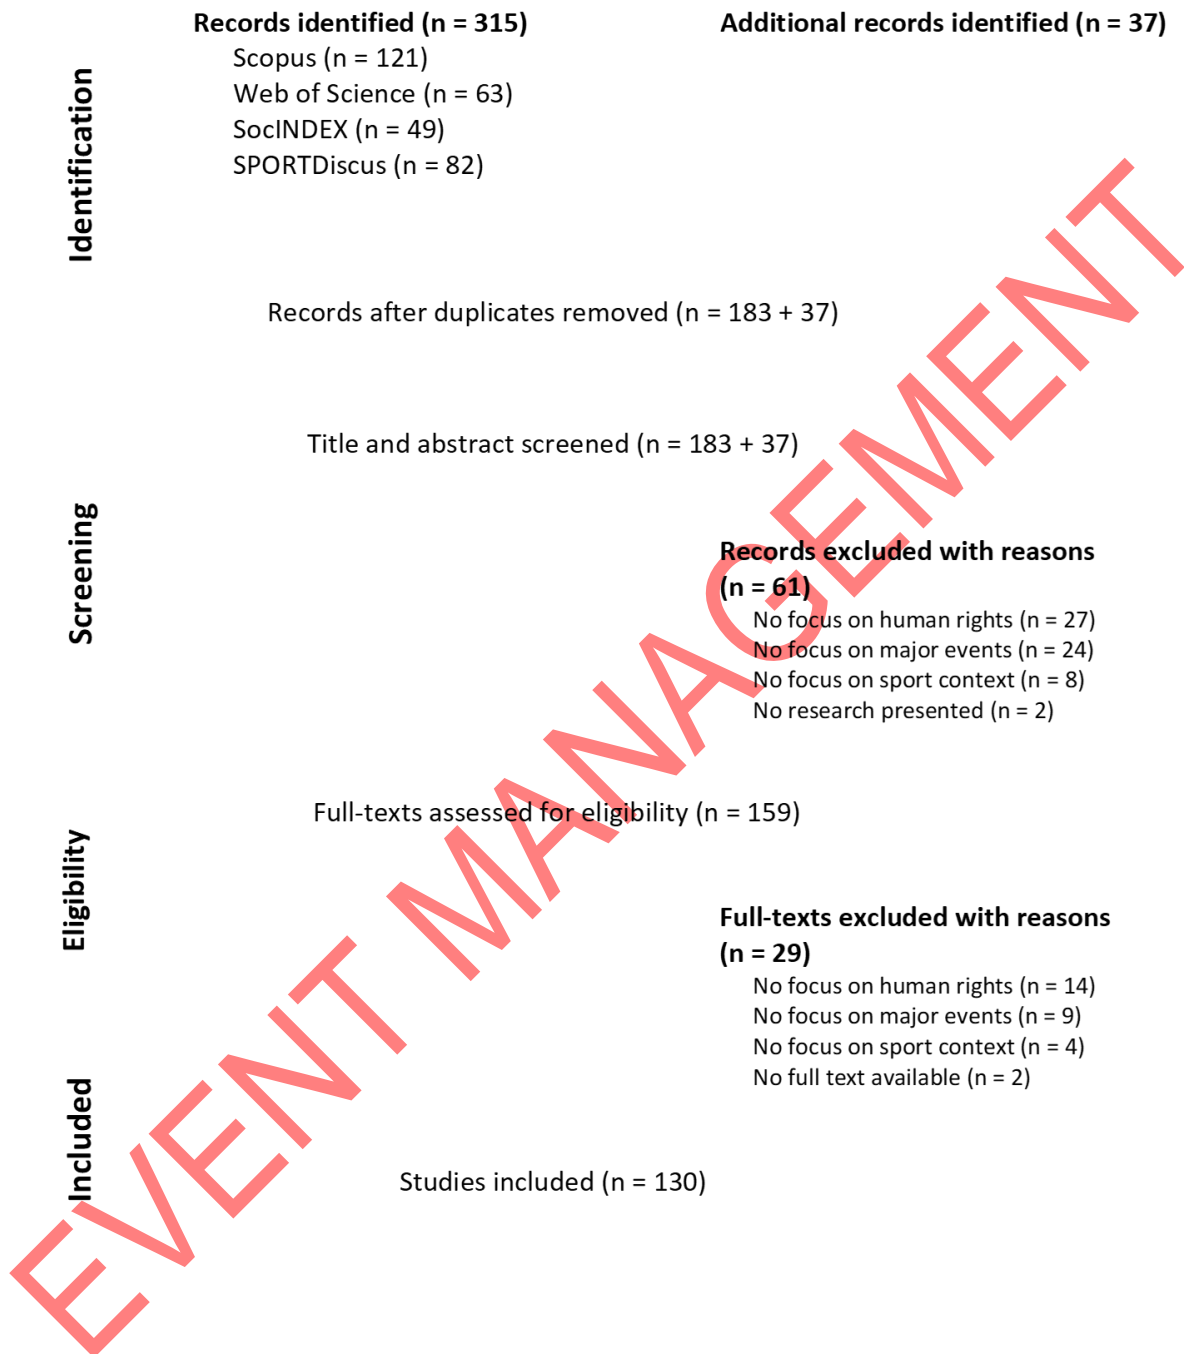 Records identified (n = 315)
Scopus (n = 121)
Web of Science (n = 63)
SocINDEX (n = 49)
SPORTDiscus (n = 82)
Additional records identified (n = 37)
Identification
Records after duplicates removed (n = 183 + 37)
Title and abstract screened (n = 183 + 37)
Screening
Records excluded with reasons
(n = 61)
No focus on human rights (n = 27)
No focus on major events (n = 24)
No focus on sport context (n = 8)
No research presented (n = 2)
Full-texts assessed for eligibility (n = 159)
Eligibility
Full-texts excluded with reasons
(n = 29)
No focus on human rights (n = 14)
No focus on major events (n = 9)
No focus on sport context (n = 4)
No full text available (n = 2)
Included
Studies included (n = 130)
EVENT MANAGEMENT